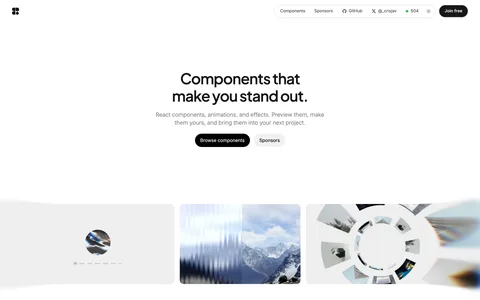 Components
Sponsors
GitHub
@_crnjav
504
Join free
Components that
make you stand out.
React components, animations, and effects. Preview them, make
them yours, and bring them into your next project.
Browse components
Sponsors